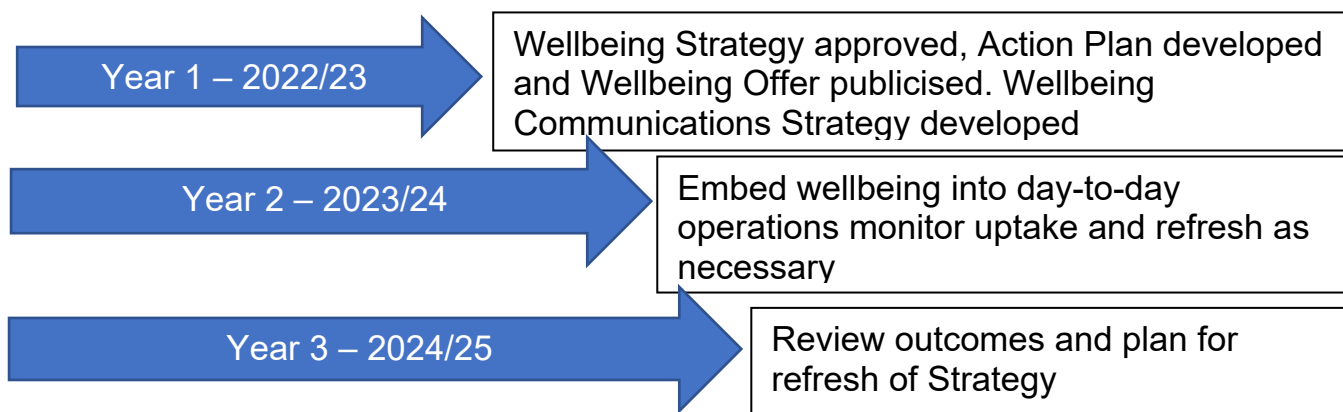 Year 1 – 2022/23
Wellbeing Strategy approved, Action Plan developed
and Wellbeing Offer publicised. Wellbeing
Communications Strategy developed
Year 2 – 2023/24
Embed wellbeing into day-to-day
operations monitor uptake and refresh as
necessary
Year 3 – 2024/25
Review outcomes and plan for
refresh of Strategy